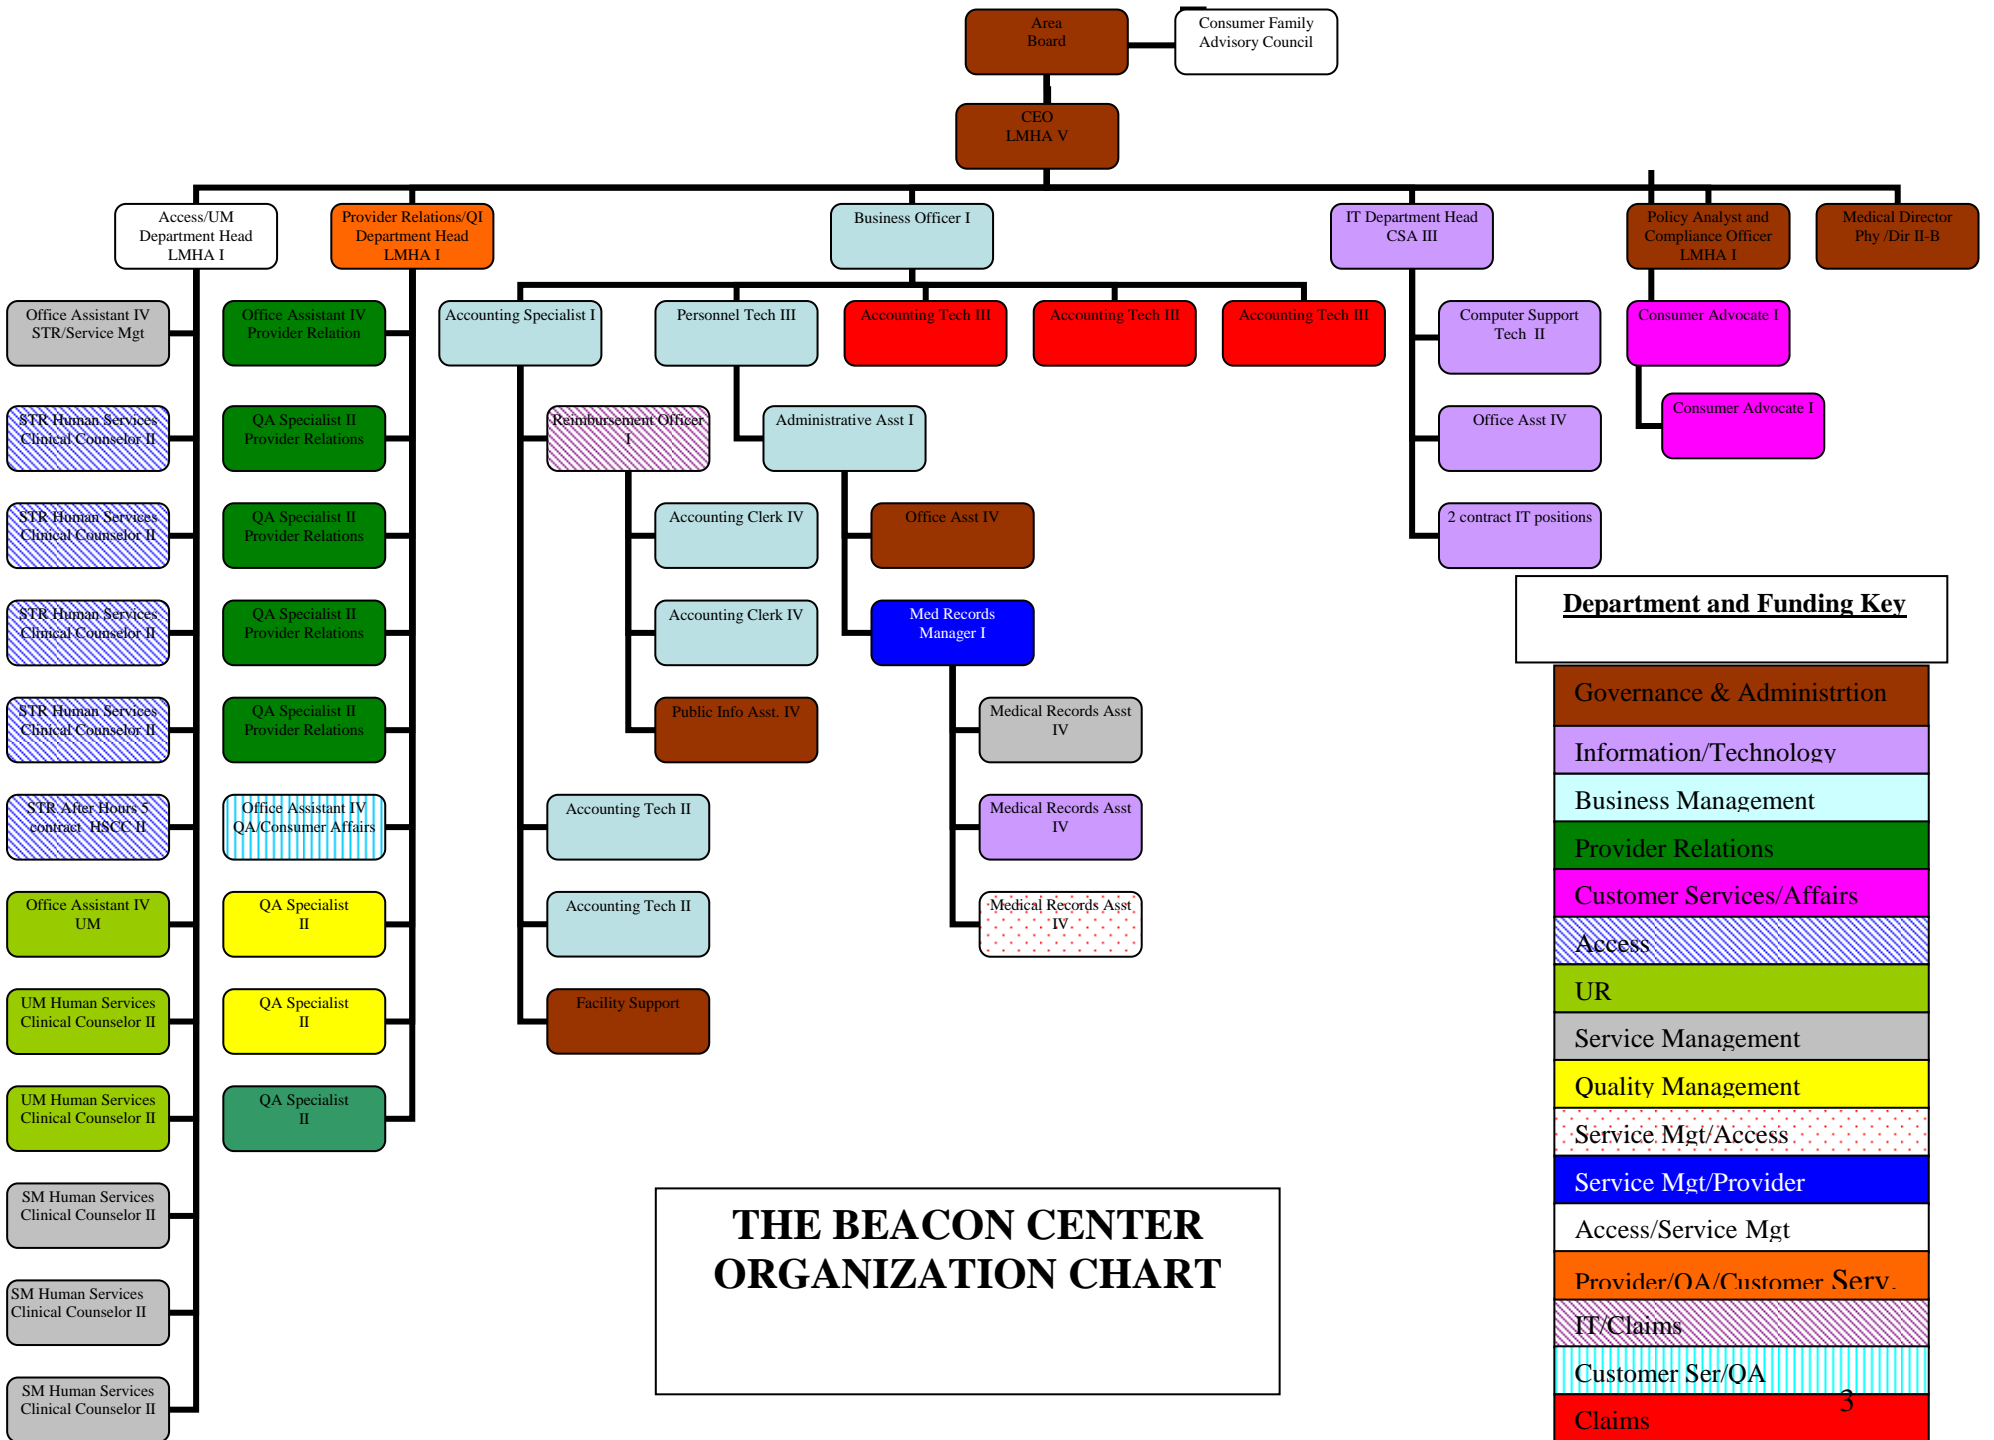 Area
Board
Consumer Family
Advisory Council
CEO
LMHA V
Access/UM
Department Head
LMHA I
Provider Relations/QI
Department Head
LMHA I
Business Officer I
IT Department Head
CSA III
Policy Analyst and
Compliance Officer
LMHA I
Medical Director
Phy /Dir II-B
Office Assistant IV
STR/Service Mgt
STR Human Services
Clinical Counselor II
STR Human Services
Clinical Counselor II
STR Human Services
Clinical Counselor II
STR Human Services
Clinical Counselor II
STR After Hours 5
contract HSCC II
Office Assistant IV
UM
UM Human Services
Clinical Counselor II
UM Human Services
Clinical Counselor II
SM Human Services
Clinical Counselor II
SM Human Services
Clinical Counselor II
SM Human Services
Clinical Counselor II
Office Assistant IV
Provider Relation
QA Specialist II
Provider Relations
QA Specialist II
Provider Relations
QA Specialist II
Provider Relations
QA Specialist II
Provider Relations
Office Assistant IV
QA/Consumer Affairs
QA Specialist
II
QA Specialist
II
QA Specialist
II
Accounting Specialist I
Personnel Tech III
Accounting Tech III
Accounting Tech III
Accounting Tech III
Reimbursement Officer
I
Accounting Clerk IV
Accounting Clerk IV
Public Info Asst. IV
Accounting Tech II
Accounting Tech II
Facility Support
Administrative Asst I
Office Asst IV
Med Records
Manager I
Medical Records Asst
IV
Medical Records Asst
IV
Medical Records Asst
IV
Computer Support
Tech II
Office Asst IV
2 contract IT positions
Consumer Advocate I
Consumer Advocate I
Department and Funding Key
Governance & Administrtion
Information/Technology
Business Management
Provider Relations
Customer Services/Affairs
Access
UR
Service Management
Quality Management
Service Mgt/Access
Service Mgt/Provider
Access/Service Mgt
Provider/QA/Customer Serv.
IT/Claims
Customer Ser/QA
Claims
3
THE BEACON CENTER
ORGANIZATION CHART